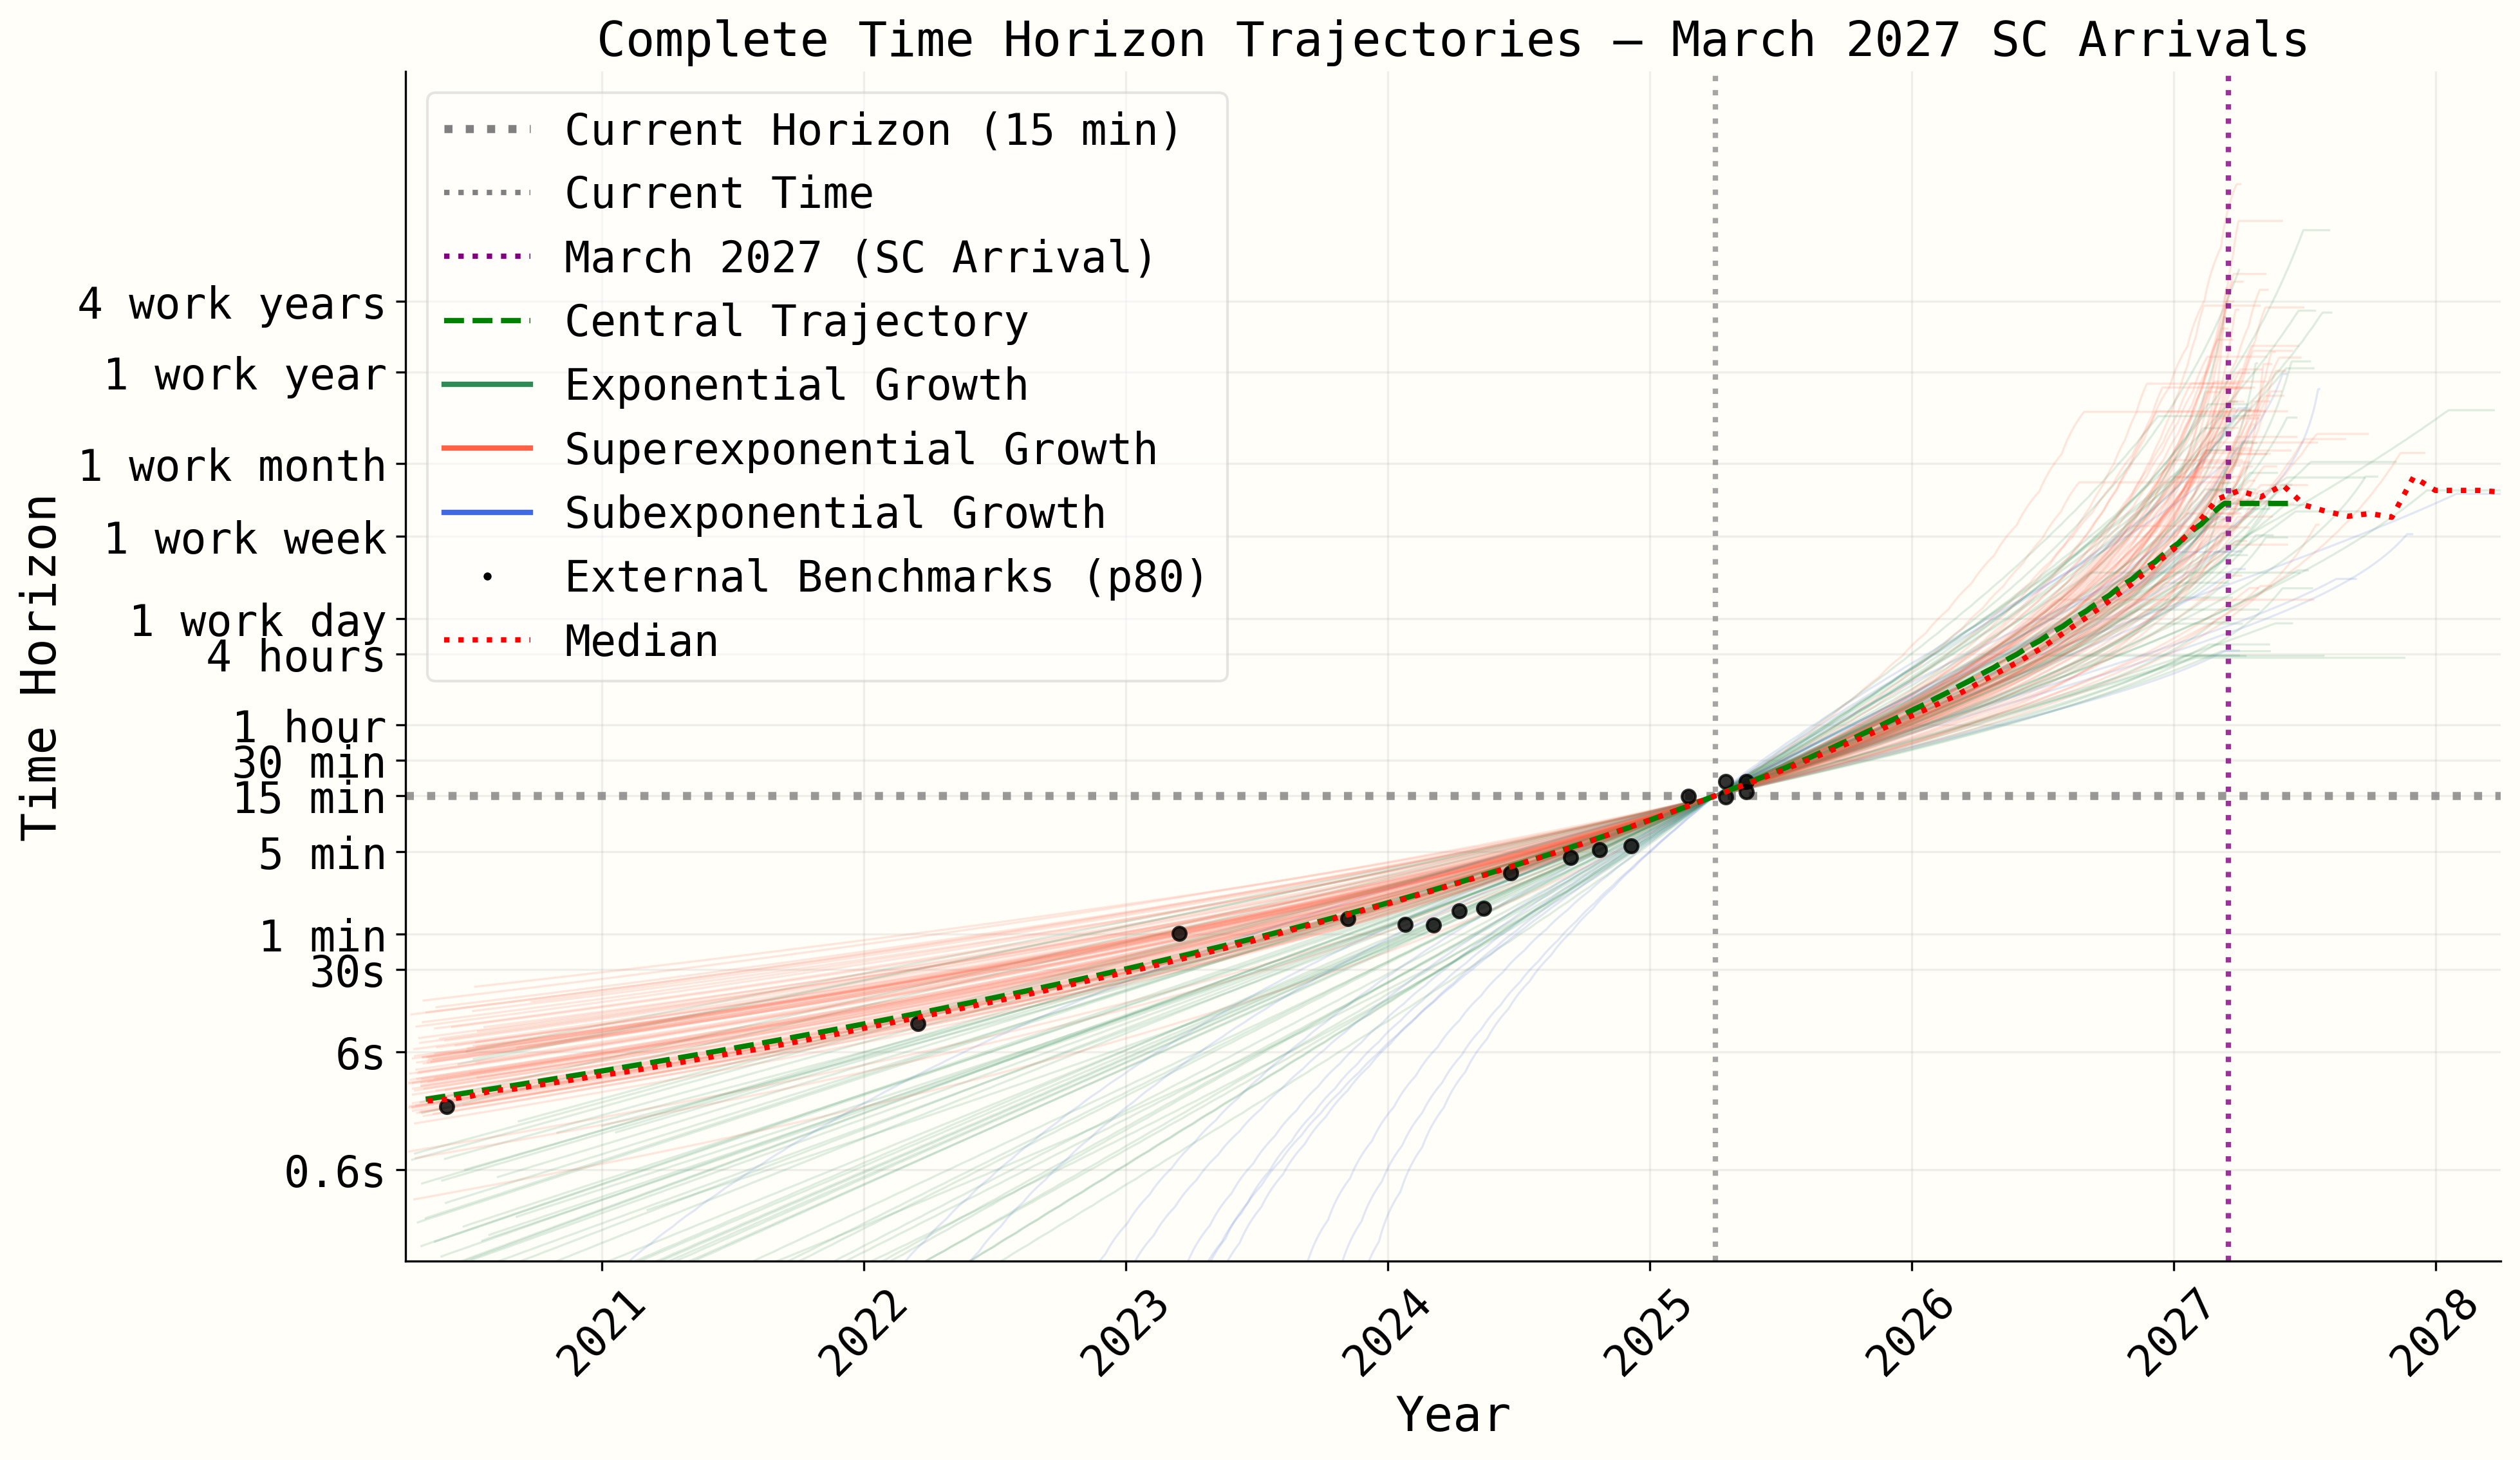 Complete Time Horizon Trajectories — March 2027 SC Arrivals
Current Horizon (15 min)
Current Time
March 2027 (SC Arrival)
Central Trajectory
Exponential Growth
Superexponential Growth
Subexponential Growth
External Benchmarks (p80)
Median
Time Horizon
4 work years
1 work year
1 work month
1 work week
1 work day
4 hours
1 hour
30 min
15 min
5 min
1 min
30s
6s
0.6s
2021
2022
2023
2024
2025
2026
2027
2028
Year